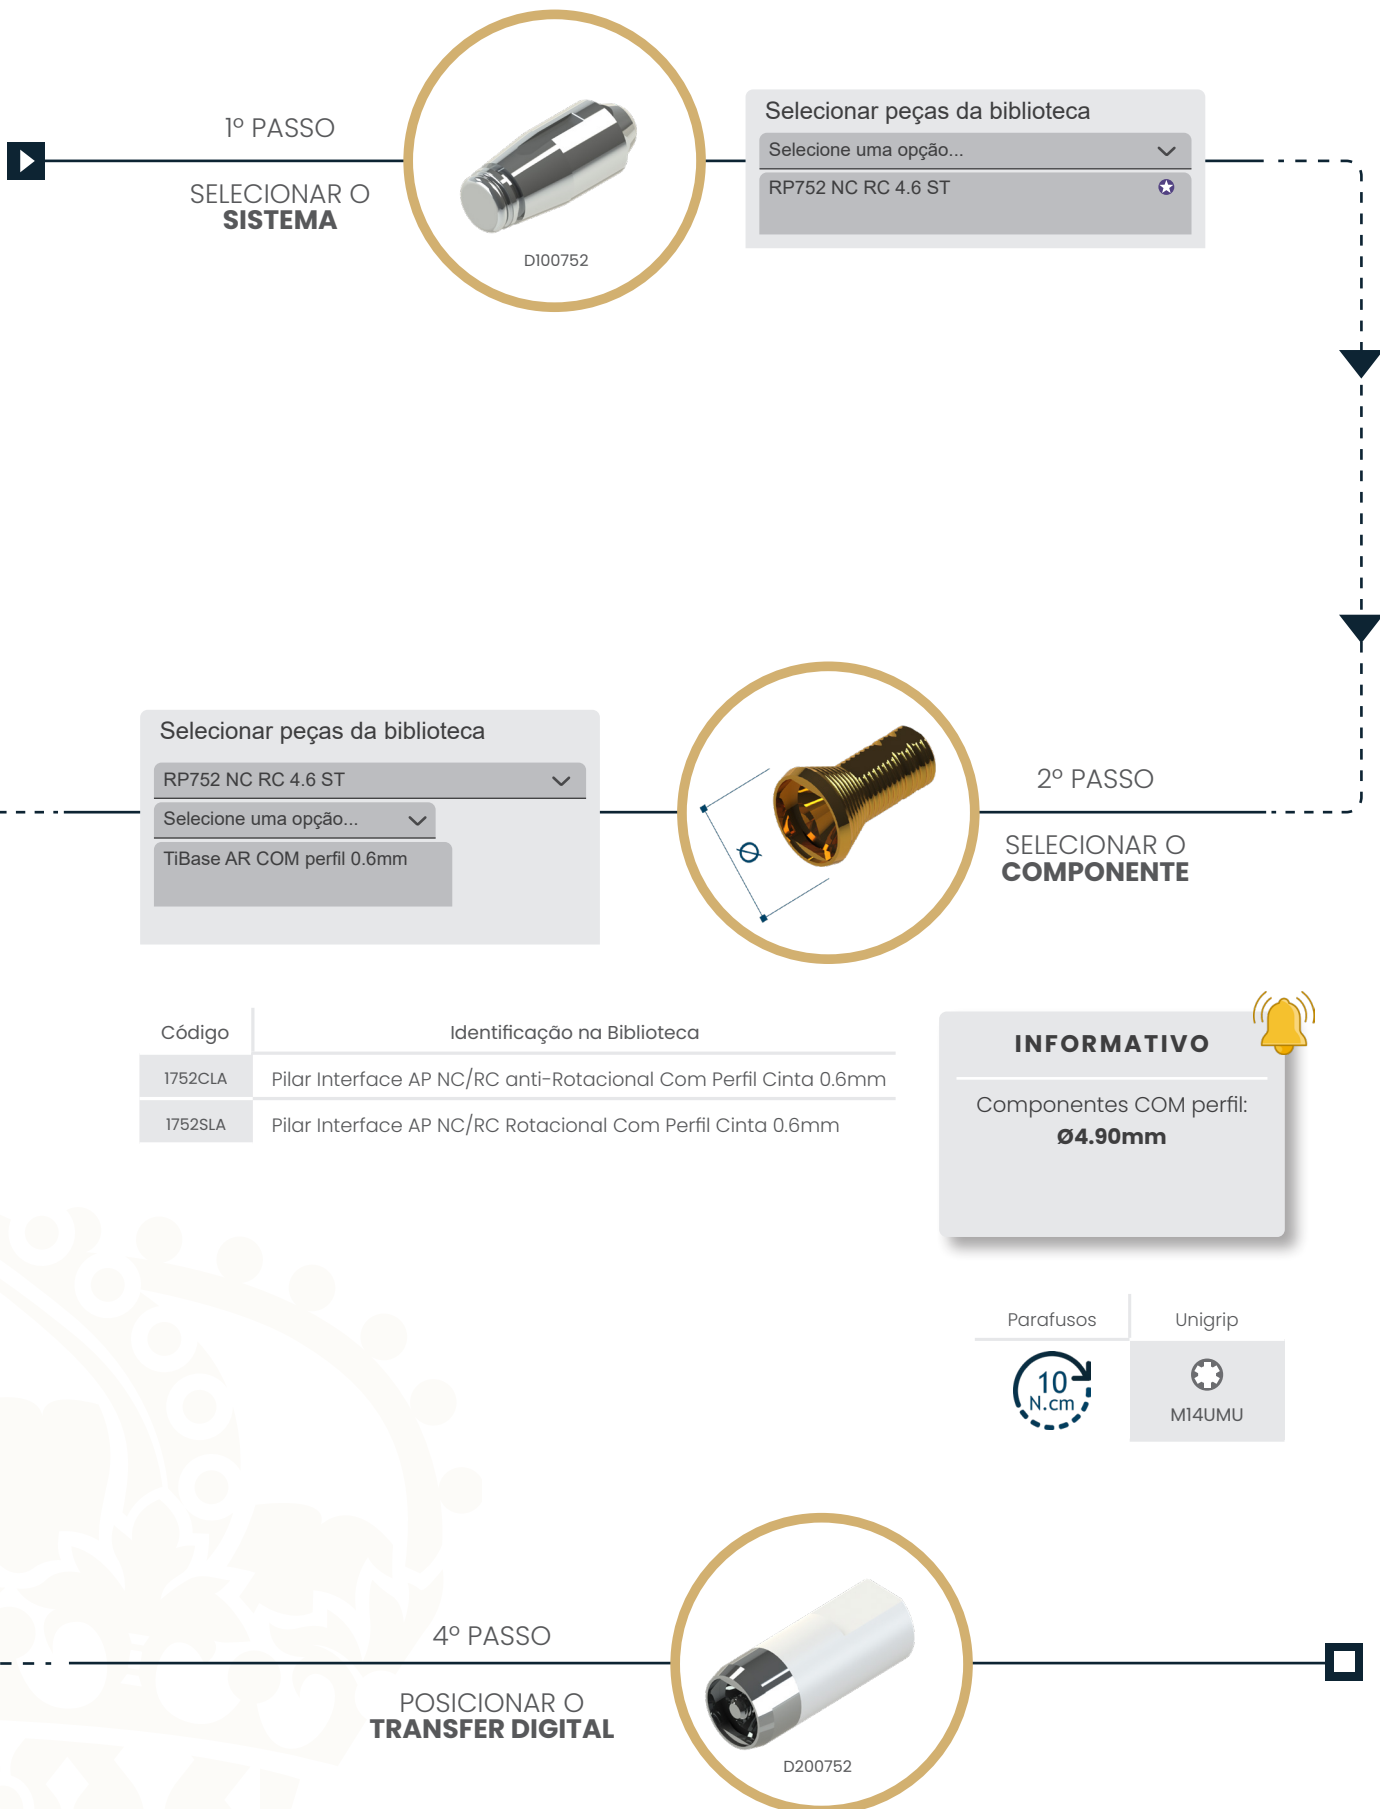 1º PASSO
SELECIONAR O
SISTEMA
D100752
Selecionar peças da biblioteca
Selecione uma opção...
RP752 NC RC 4.6 ST
Selecionar peças da biblioteca
RP752 NC RC 4.6 ST
Selecione uma opção...
TiBase AR COM perfil 0.6mm
Ø
2º PASSO
SELECIONAR O
COMPONENTE
Código Identificação na Biblioteca
1752CLA Pilar Interface AP NC/RC anti-Rotacional Com Perfil Cinta 0.6mm
1752SLA Pilar Interface AP NC/RC Rotacional Com Perfil Cinta 0.6mm
INFORMATIVO
Componentes COM perfil:
Ø4.90mm
Parafusos Unigrip
10
N.cm
M14UMU
4º PASSO
POSICIONAR O
TRANSFER DIGITAL
D200752